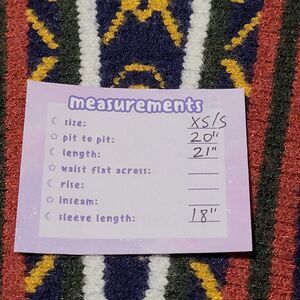 measurements
size: XS/S
pit to pit: 20"
length: 21"
waist flat across:
rise:
inseam:
sleeve length: 18"